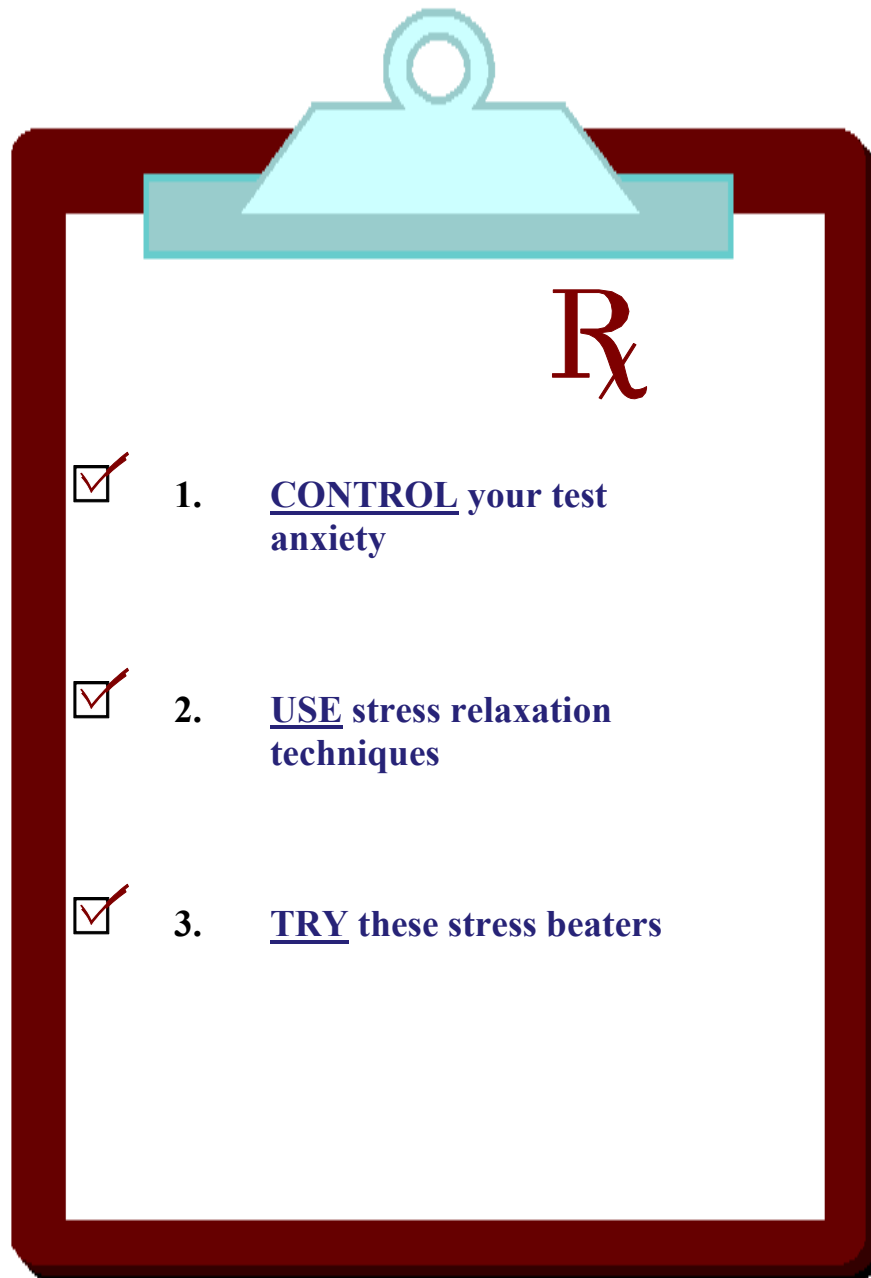 ℞
1. CONTROL your test
anxiety
2. USE stress relaxation
techniques
3. TRY these stress beaters